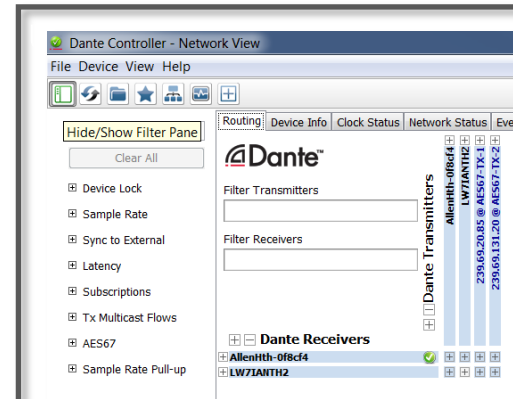 Dante Controller - Network View
File Device View Help
Hide/Show Filter Pane
Clear All
Device Lock
Sample Rate
Sync to External
Latency
Subscriptions
Tx Multicast Flows
AES67
Sample Rate Pull-up
Routing Device Info Clock Status Network Status Eve
Dante™
Filter Transmitters
Filter Receivers
Dante Transmitters
AllenHth-0f8cf4
LW7IANTH2
239.69.20.85 @ AES67-TX-1
239.69.131.20 @ AES67-TX-2
Dante Receivers
AllenHth-0f8cf4
LW7IANTH2